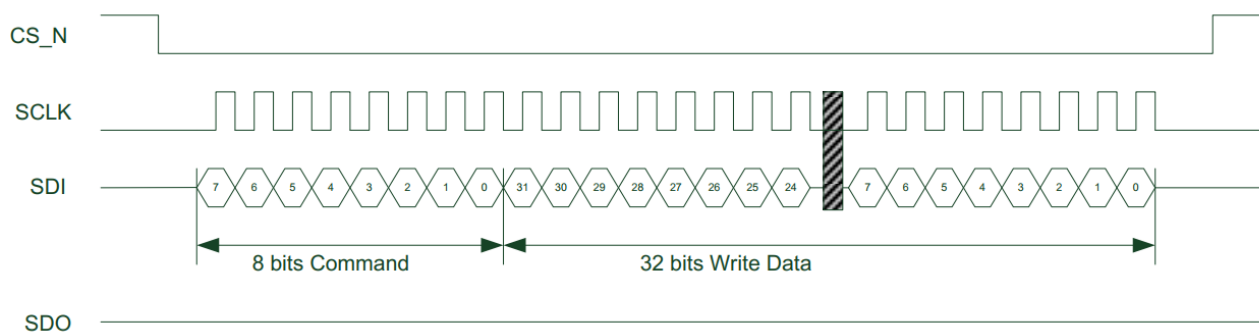 CS_N
SCLK
SDI
7 6 5 4 3 2 1 0 31 30 29 28 27 26 25 24 7 6 5 4 3 2 1 0
8 bits Command
32 bits Write Data
SDO